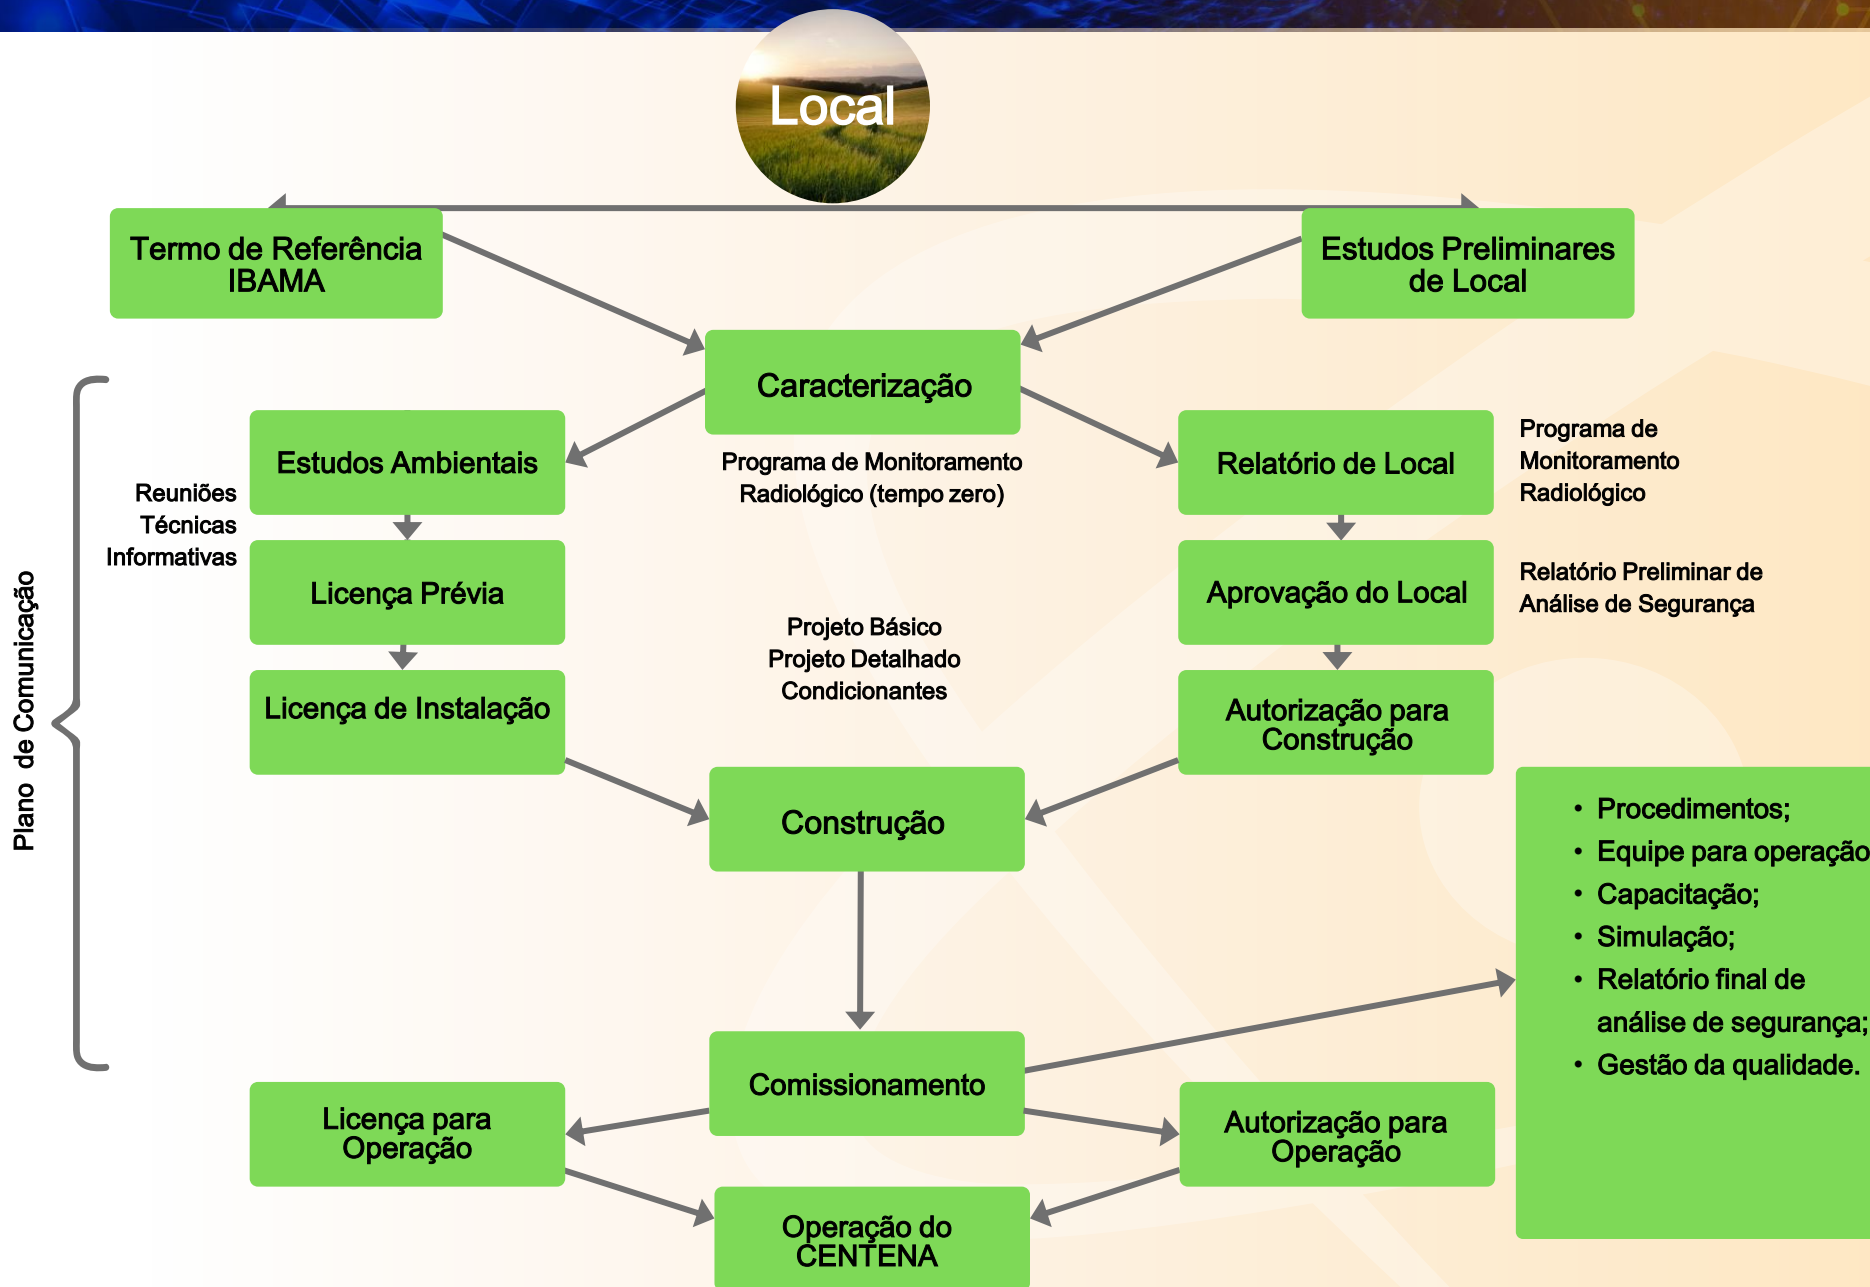 Local
Termo de Referência
IBAMA
Estudos Preliminares
de Local
Caracterização
Programa de Monitoramento
Radiológico (tempo zero)
Estudos Ambientais
Reuniões
Técnicas
Informativas
Licença Prévia
Licença de Instalação
Plano de Comunicação
Relatório de Local
Programa de
Monitoramento
Radiológico
Aprovação do Local
Relatório Preliminar de
Análise de Segurança
Projeto Básico
Projeto Detalhado
Condicionantes
Autorização para
Construção
Construção
• Procedimentos;
• Equipe para operação
• Capacitação;
• Simulação;
• Relatório final de
análise de segurança;
• Gestão da qualidade.
Comissionamento
Licença para
Operação
Autorização para
Operação
Operação do
CENTENA